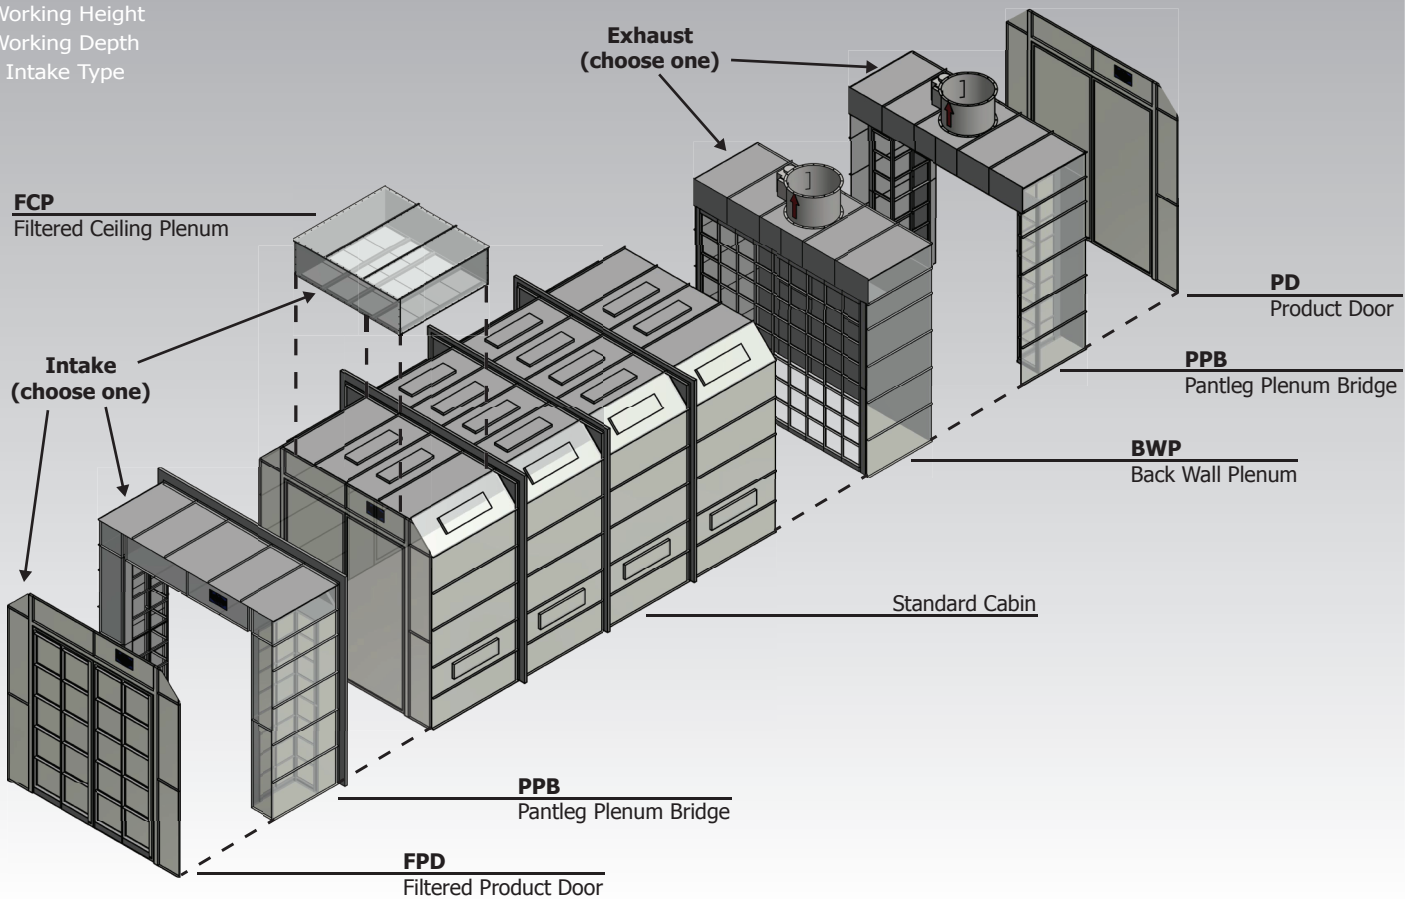 Working Height
Working Depth
Intake Type
Exhaust
(choose one)
FCP
Filtered Ceiling Plenum
PD
Product Door
Intake
(choose one)
PPB
Pantleg Plenum Bridge
BWP
Back Wall Plenum
Standard Cabin
PPB
Pantleg Plenum Bridge
FPD
Filtered Product Door